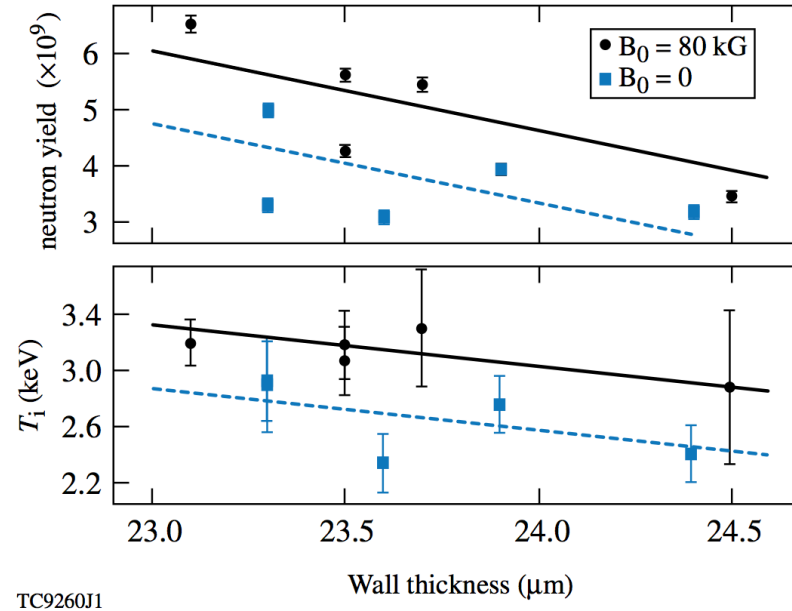 neutron yield (×10⁹)
6
5
4
3
B₀ = 80 kG
B₀ = 0
Tᵢ (keV)
3.4
3.0
2.6
2.2
23.0 23.5 24.0 24.5
Wall thickness (μm)
TC9260J1